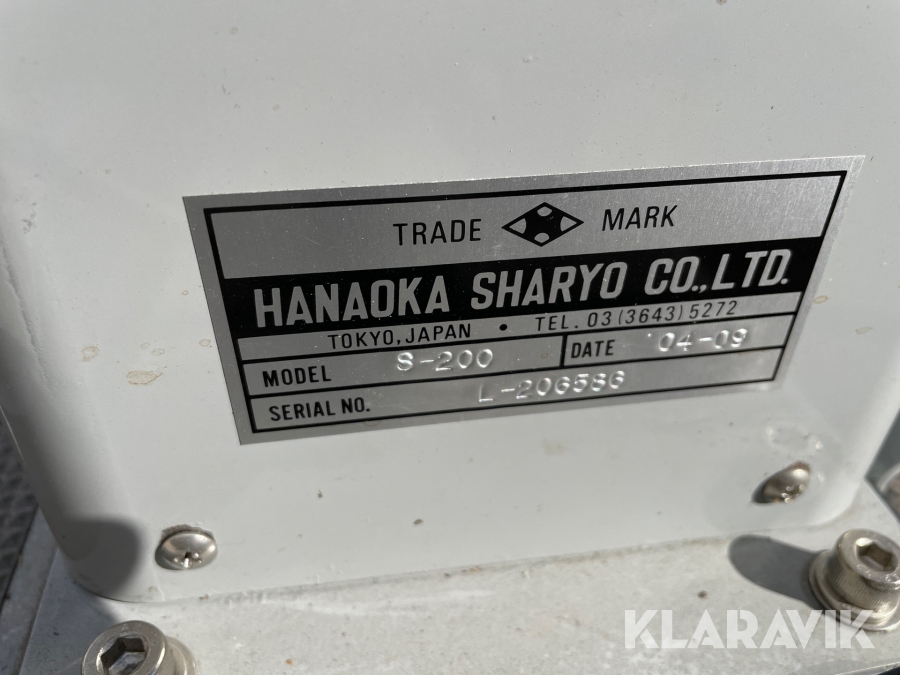 TRADE MARK
HANAOKA SHARYO CO.,LTD.
TOKYO, JAPAN • TEL. 03 (3643) 5272
MODEL S-200 DATE '04-09
SERIAL NO. L-206586
KLARAVIK